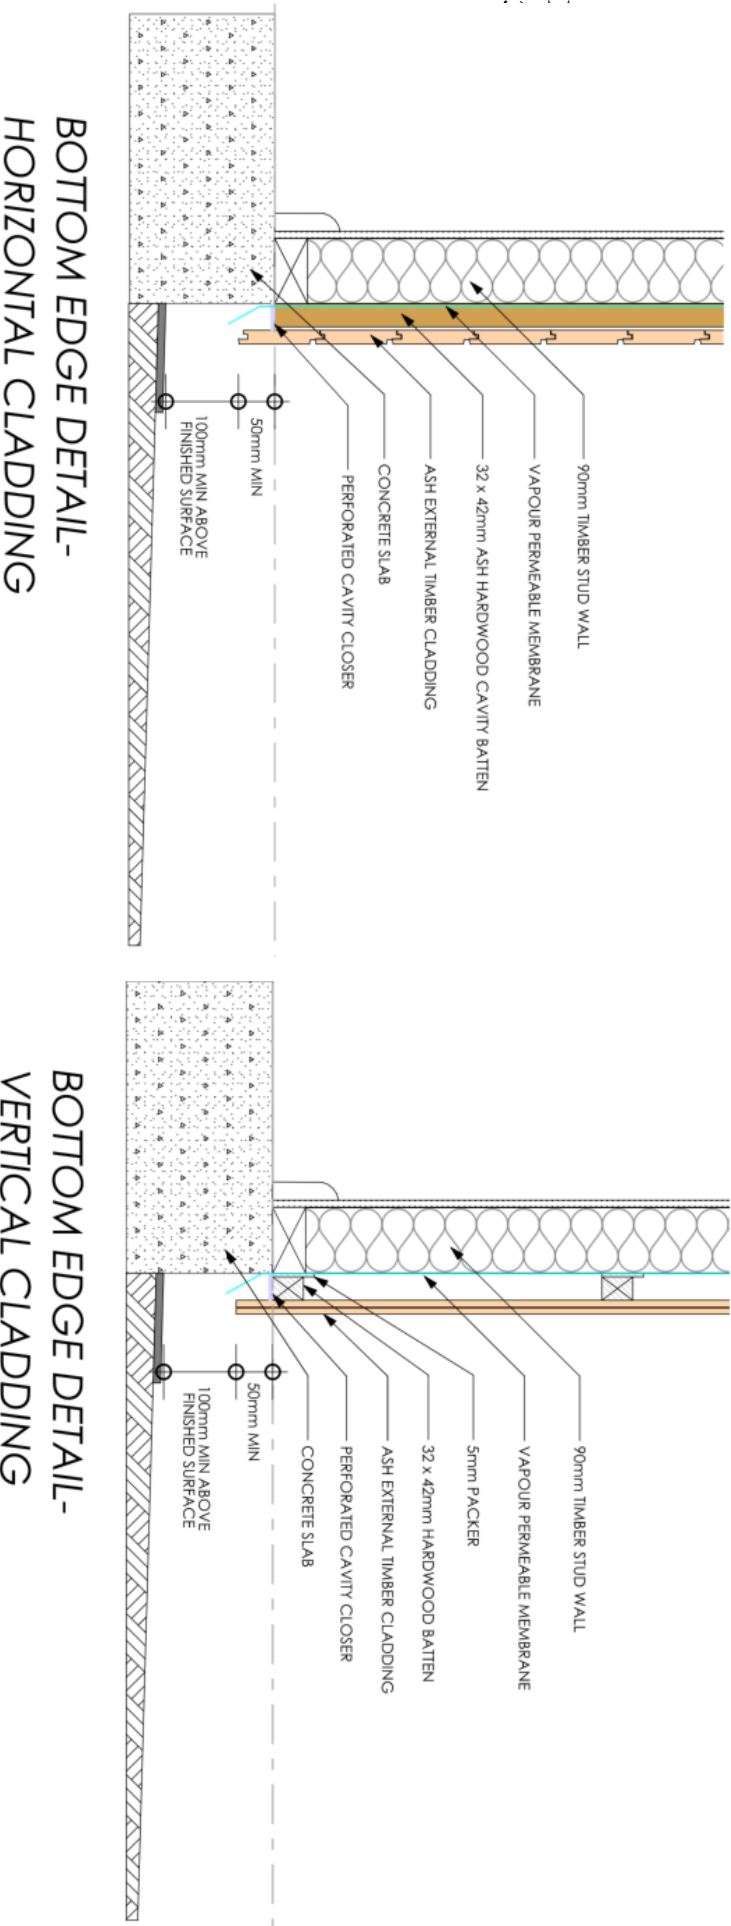 90mm TIMBER STUD WALL
VAPOUR PERMEABLE MEMBRANE
32 x 42mm ASH HARDWOOD CAVITY BATTEN
ASH EXTERNAL TIMBER CLADDING
CONCRETE SLAB
PERFORATED CAVITY CLOSER
50mm MIN
100mm MIN ABOVE
FINISHED SURFACE
BOTTOM EDGE DETAIL-
HORIZONTAL CLADDING
90mm TIMBER STUD WALL
VAPOUR PERMEABLE MEMBRANE
5mm PACKER
32 x 42mm HARDWOOD BATTEN
ASH EXTERNAL TIMBER CLADDING
PERFORATED CAVITY CLOSER
CONCRETE SLAB
50mm MIN
100mm MIN ABOVE
FINISHED SURFACE
BOTTOM EDGE DETAIL-
VERTICAL CLADDING